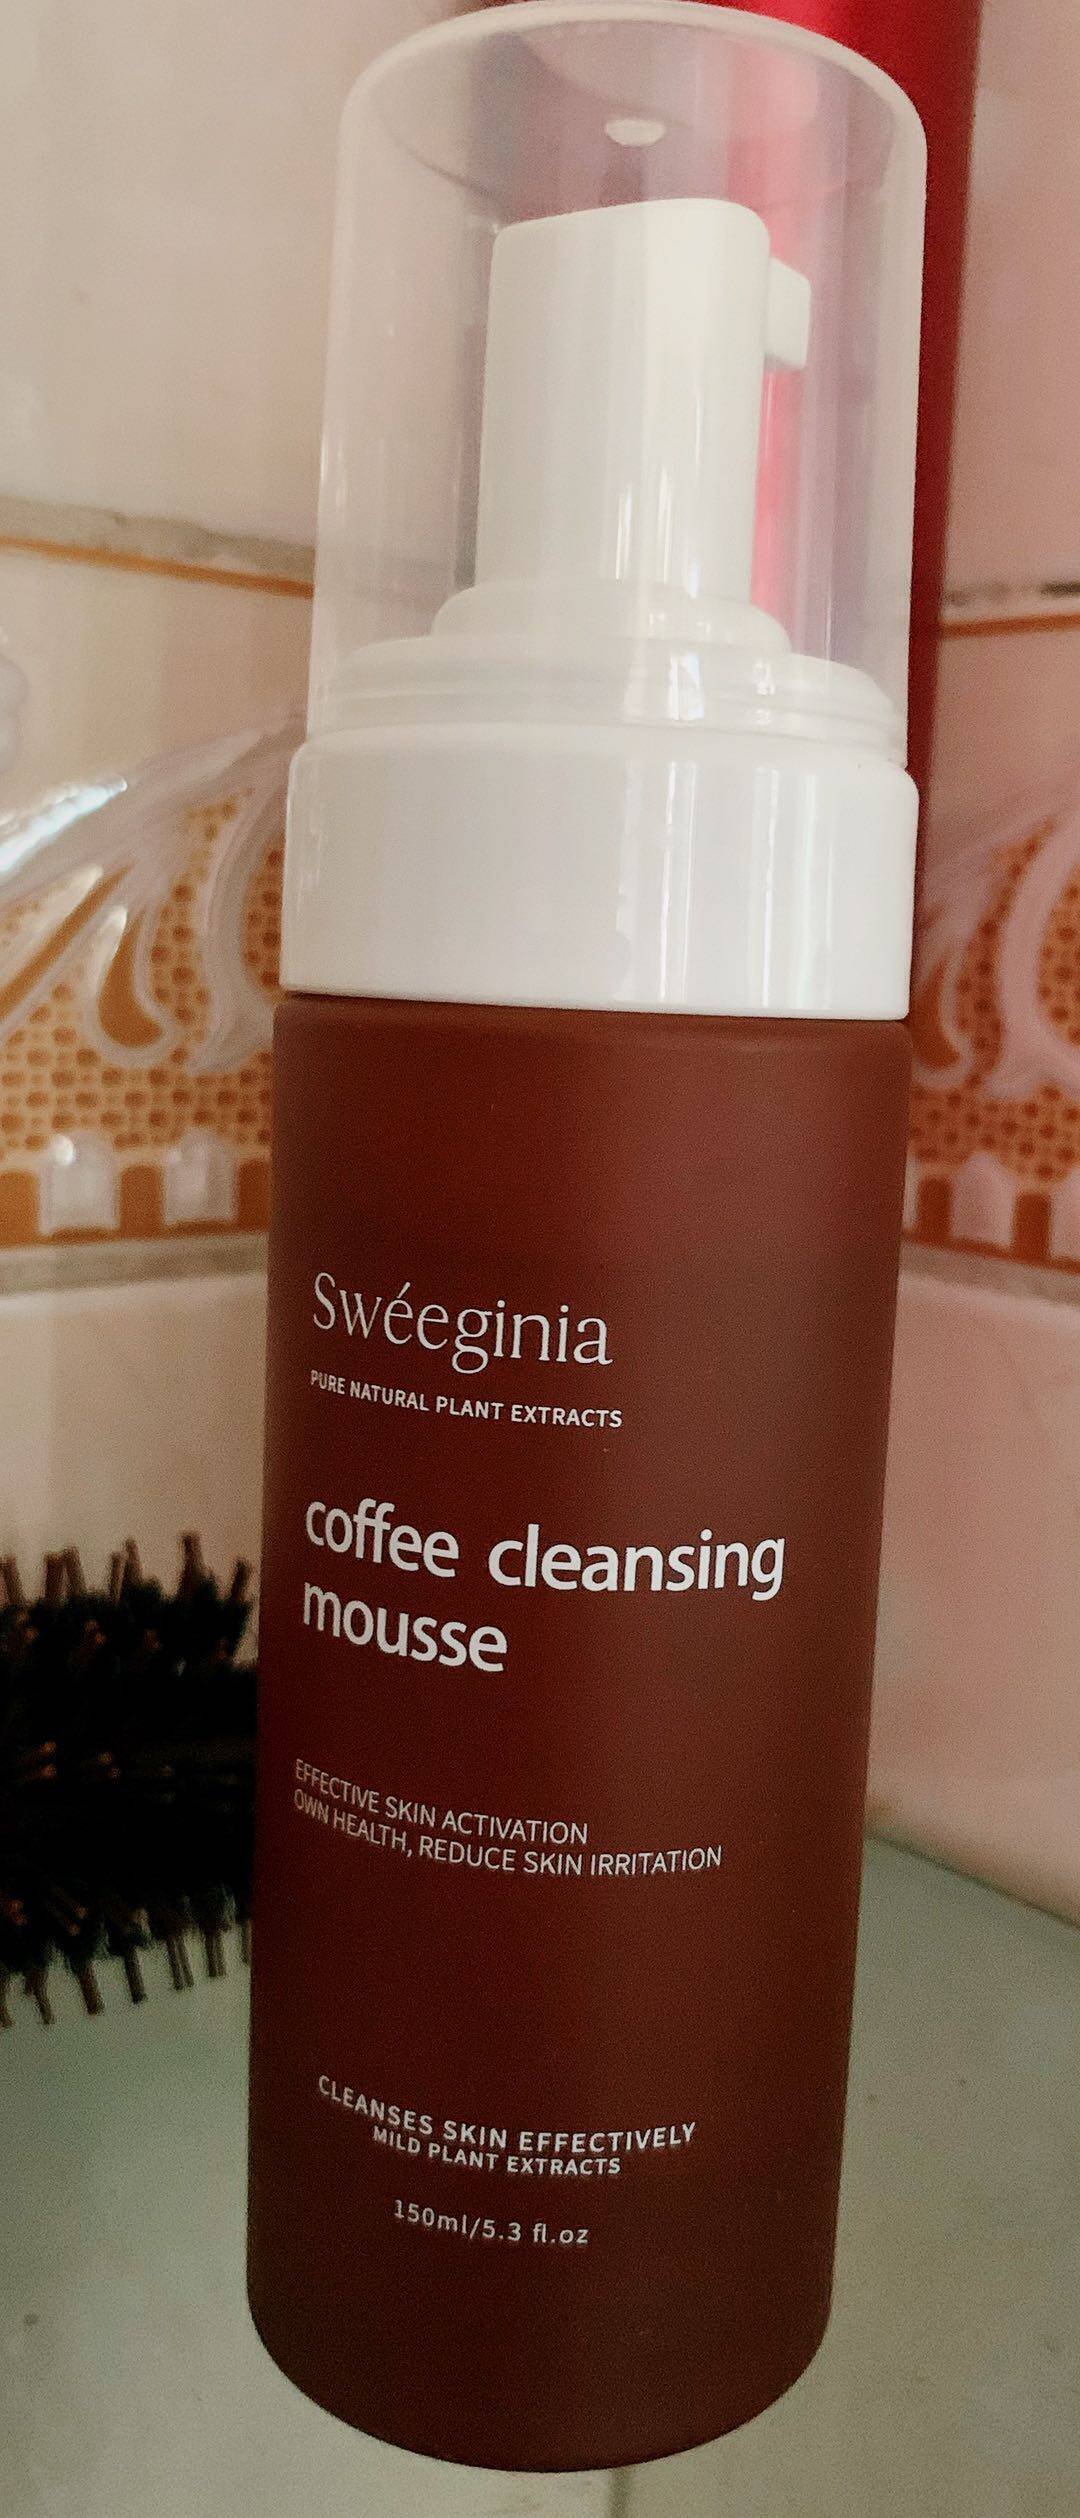 Swéeginia
PURE NATURAL PLANT EXTRACTS
coffee cleansing
mousse
EFFECTIVE SKIN ACTIVATION
OWN HEALTH, REDUCE SKIN IRRITATION
CLEANSES SKIN EFFECTIVELY
MILD PLANT EXTRACTS
150ml/5.3 fl.oz